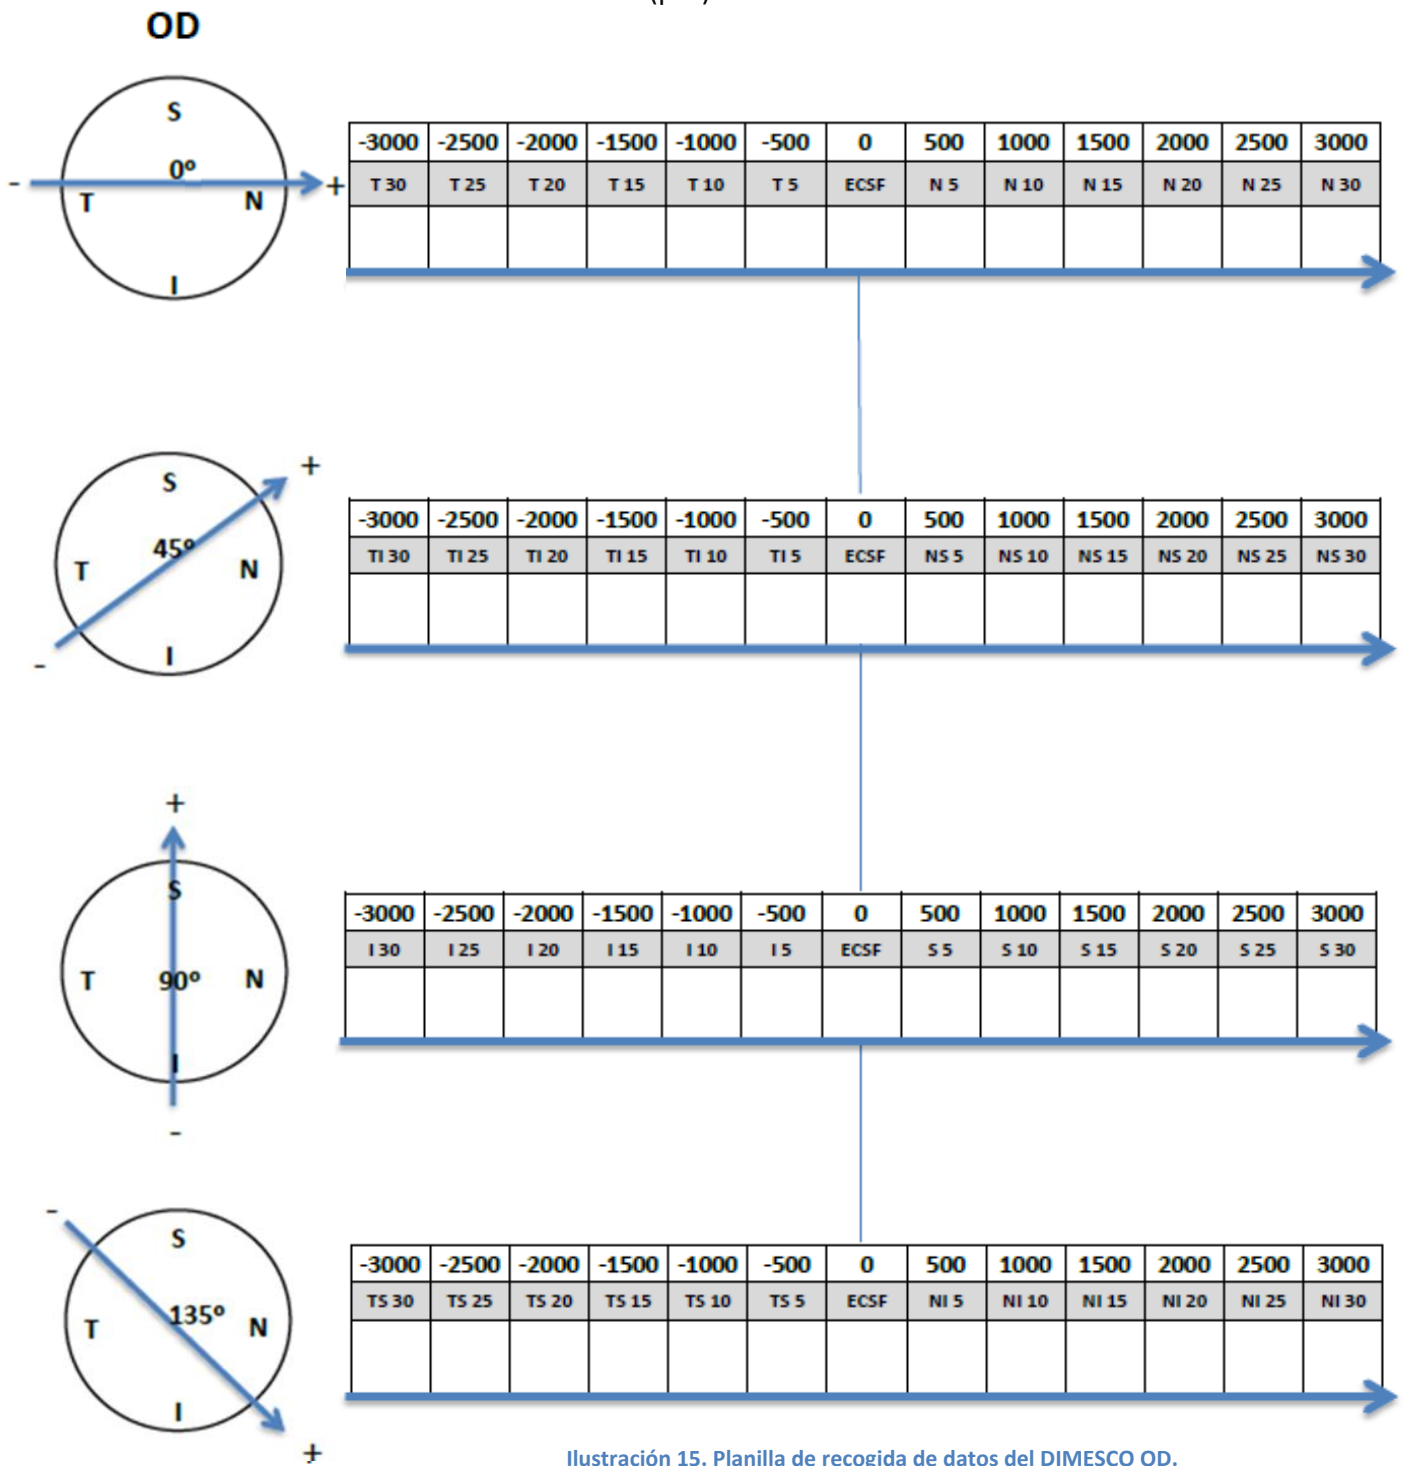 OD
S
0º
-
+
T
N
I
-3000 -2500 -2000 -1500 -1000 -500 0 500 1000 1500 2000 2500 3000
T 30 T 25 T 20 T 15 T 10 T 5 ECSF N 5 N 10 N 15 N 20 N 25 N 30
+
S
45º
T
N
I
-
-3000 -2500 -2000 -1500 -1000 -500 0 500 1000 1500 2000 2500 3000
TI 30 TI 25 TI 20 TI 15 TI 10 TI 5 ECSF NS 5 NS 10 NS 15 NS 20 NS 25 NS 30
+
S
T
90º
N
I
-
-3000 -2500 -2000 -1500 -1000 -500 0 500 1000 1500 2000 2500 3000
I 30 I 25 I 20 I 15 I 10 I 5 ECSF S 5 S 10 S 15 S 20 S 25 S 30
-
S
135º
T
N
I
+
-3000 -2500 -2000 -1500 -1000 -500 0 500 1000 1500 2000 2500 3000
TS 30 TS 25 TS 20 TS 15 TS 10 TS 5 ECSF NI 5 NI 10 NI 15 NI 20 NI 25 NI 30
Ilustración 15. Planilla de recogida de datos del DIMESCO OD.